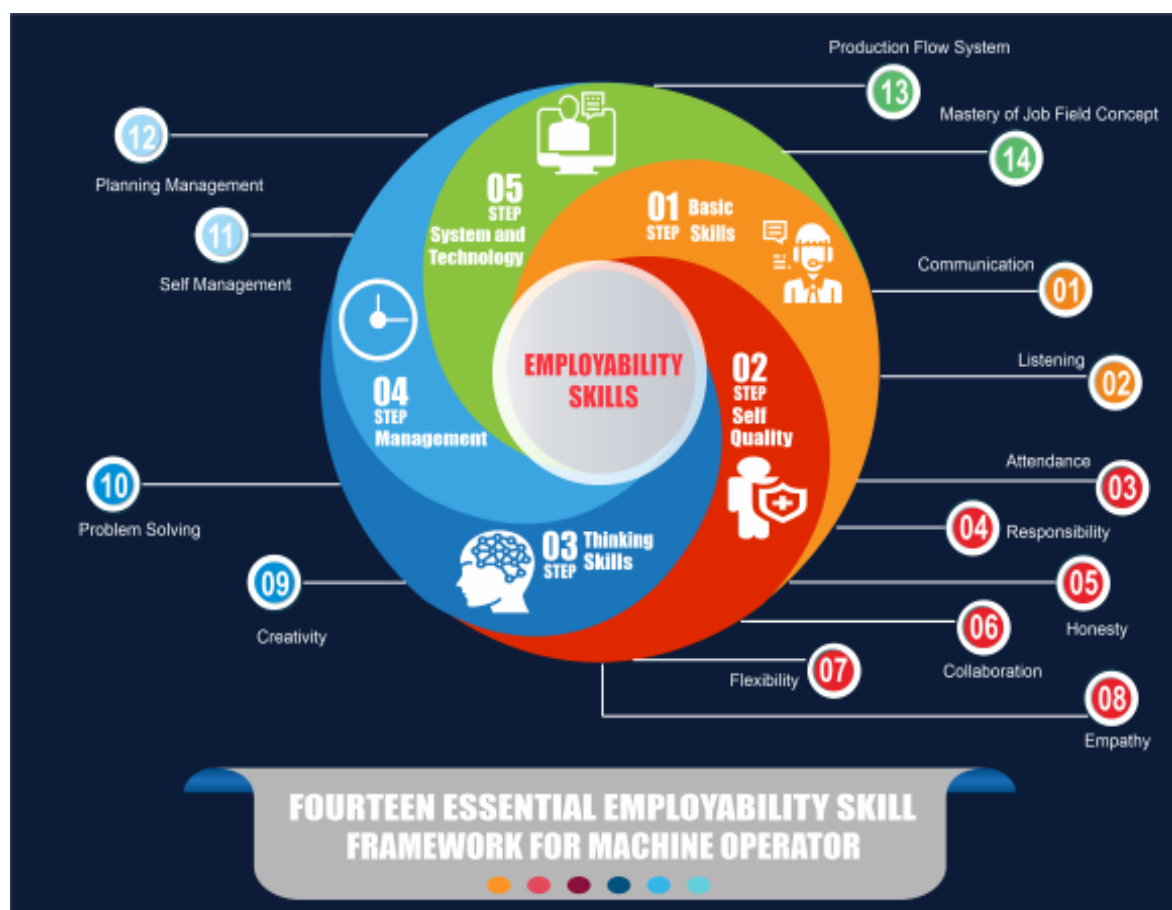 Production Flow System
13
Mastery of Job Field Concept
14
12
Planning Management
11
Self Management
05
STEP
System and
Technology
01 Basic
STEP Skills
Communication
01
Listening
02
EMPLOYABILITY
SKILLS
02
STEP
Self
Quality
04
STEP
Management
Attendance
03
04
Responsibility
10
Problem Solving
03 Thinking
STEP Skills
09
Creativity
05
Honesty
06
Collaboration
Flexibility
07
08
Empathy
FOURTEEN ESSENTIAL EMPLOYABILITY SKILL
FRAMEWORK FOR MACHINE OPERATOR